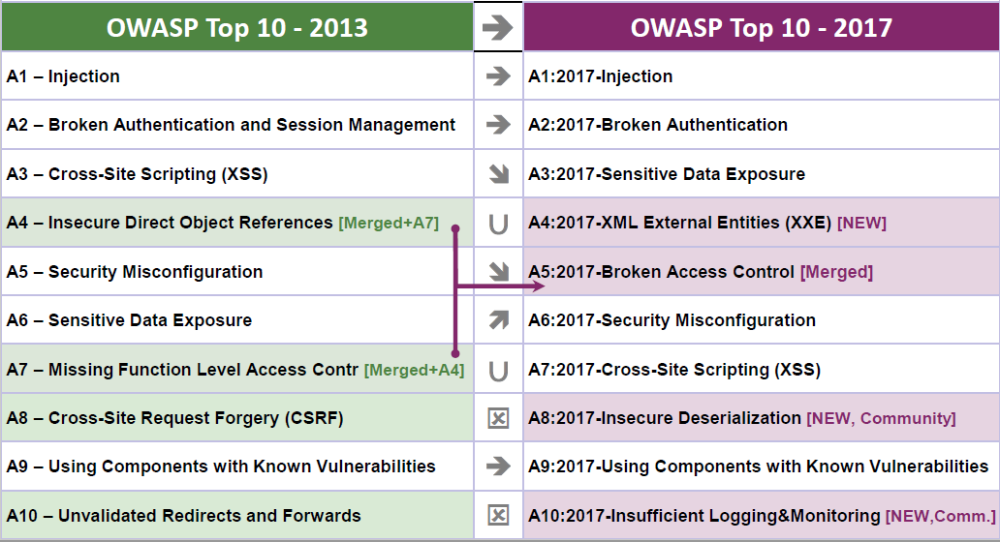 OWASP Top 10 - 2013 OWASP Top 10 - 2017
A1 – Injection A1:2017-Injection
A2 – Broken Authentication and Session Management A2:2017-Broken Authentication
A3 – Cross-Site Scripting (XSS) A3:2017-Sensitive Data Exposure
A4 – Insecure Direct Object References [Merged+A7] A4:2017-XML External Entities (XXE) [NEW]
A5 – Security Misconfiguration A5:2017-Broken Access Control [Merged]
A6 – Sensitive Data Exposure A6:2017-Security Misconfiguration
A7 – Missing Function Level Access Contr [Merged+A4] A7:2017-Cross-Site Scripting (XSS)
A8 – Cross-Site Request Forgery (CSRF) A8:2017-Insecure Deserialization [NEW, Community]
A9 – Using Components with Known Vulnerabilities A9:2017-Using Components with Known Vulnerabilities
A10 – Unvalidated Redirects and Forwards A10:2017-Insufficient Logging&Monitoring [NEW,Comm.]